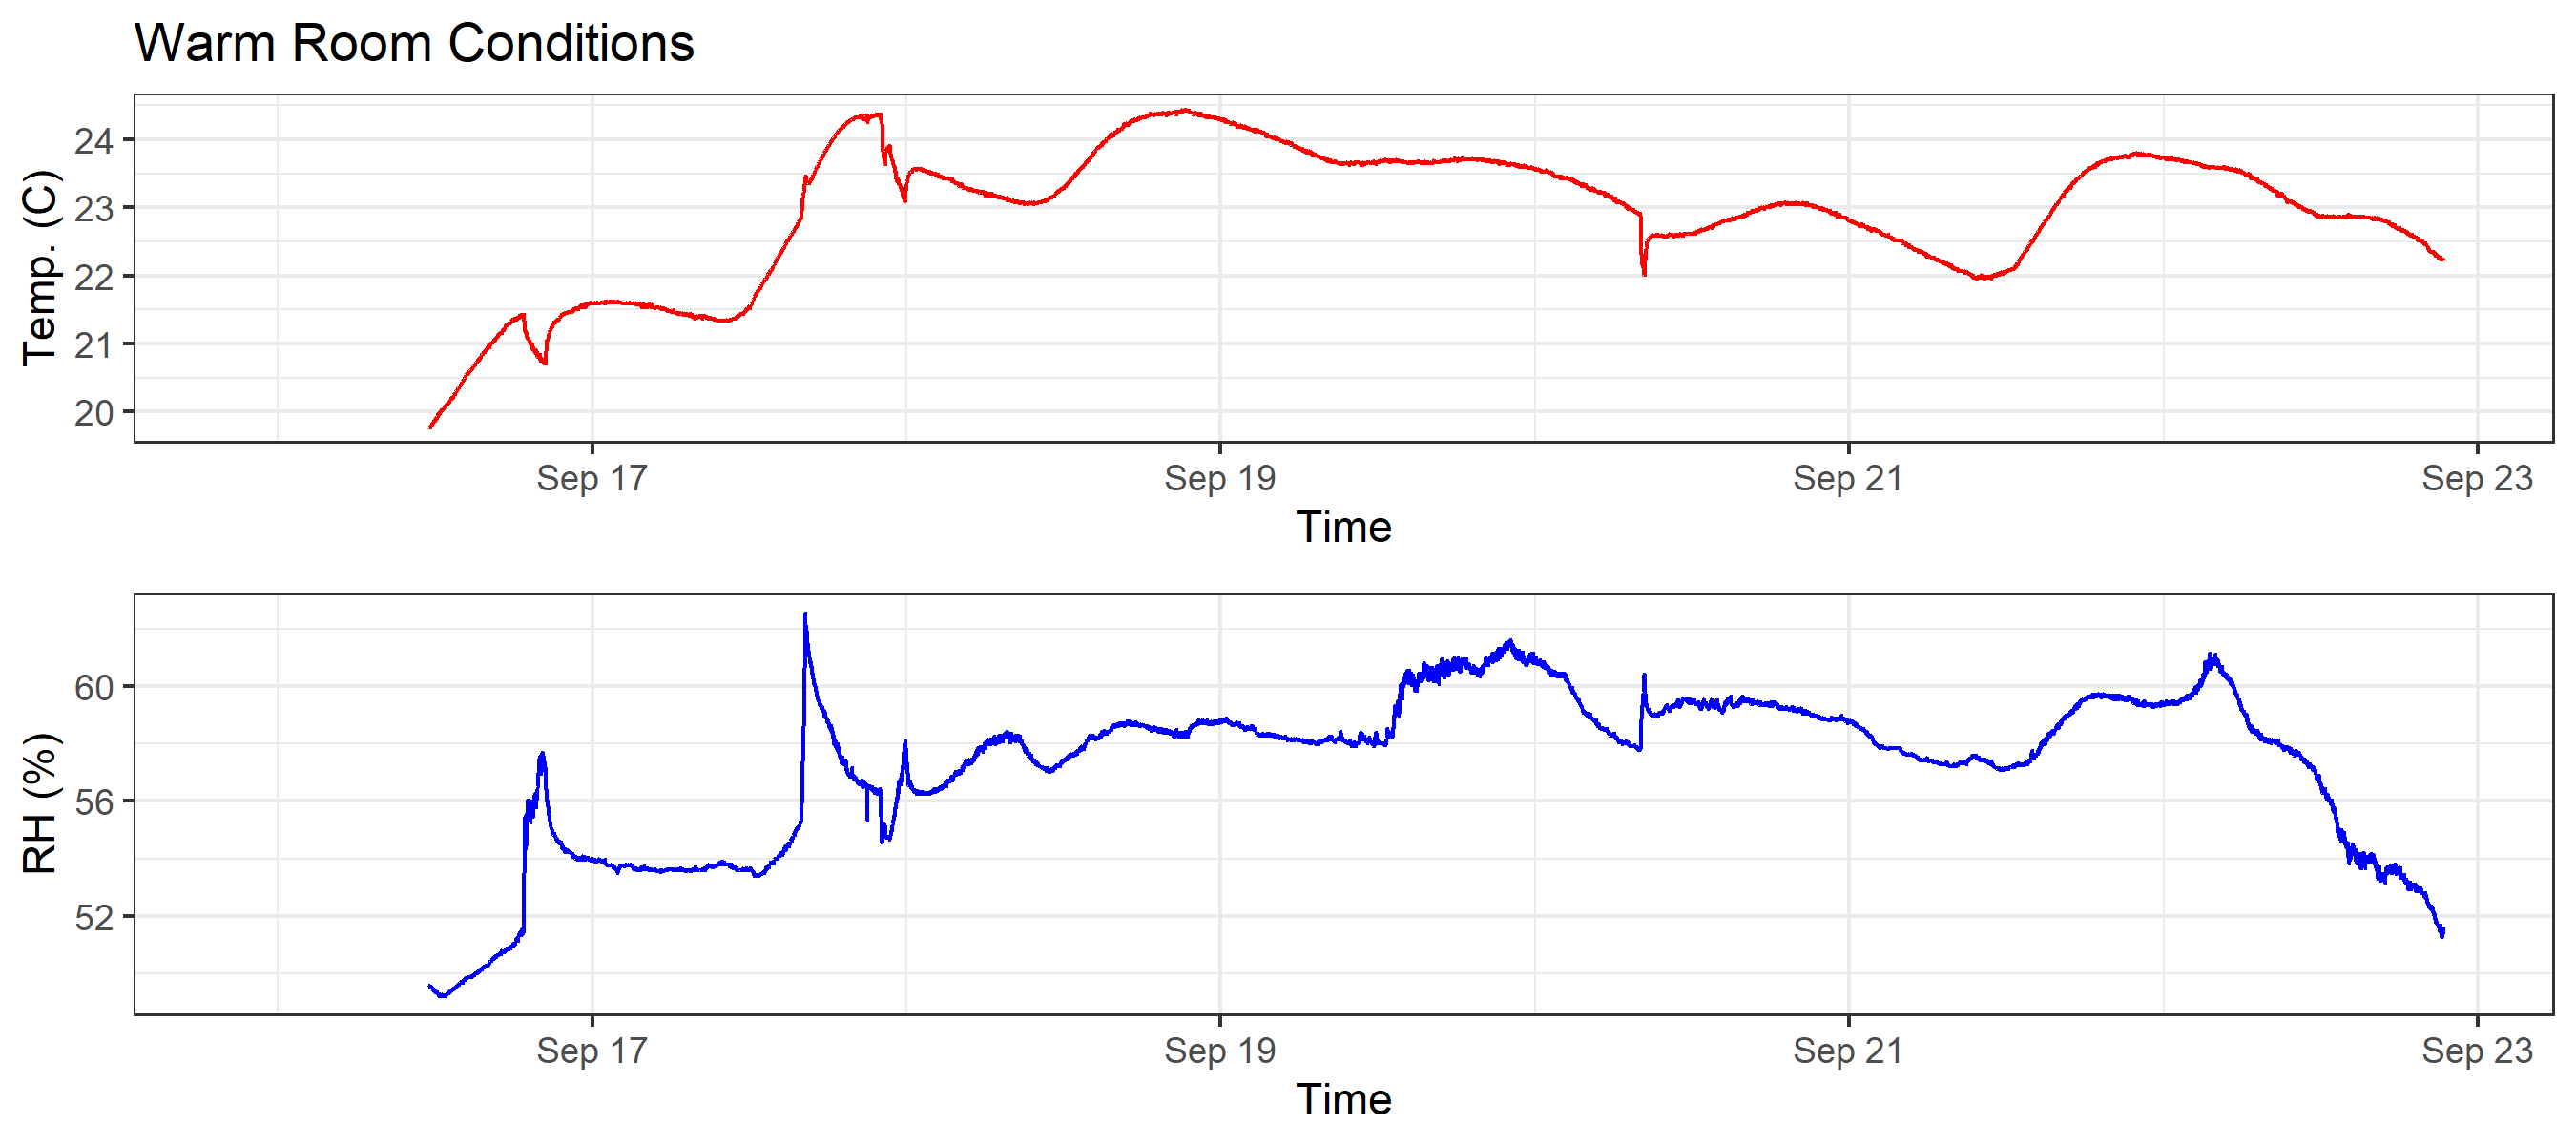 Warm Room Conditions
Temp. (C)
24
23
22
21
20
Sep 17 Sep 19 Sep 21 Sep 23
Time
RH (%)
60
56
52
Sep 17 Sep 19 Sep 21 Sep 23
Time